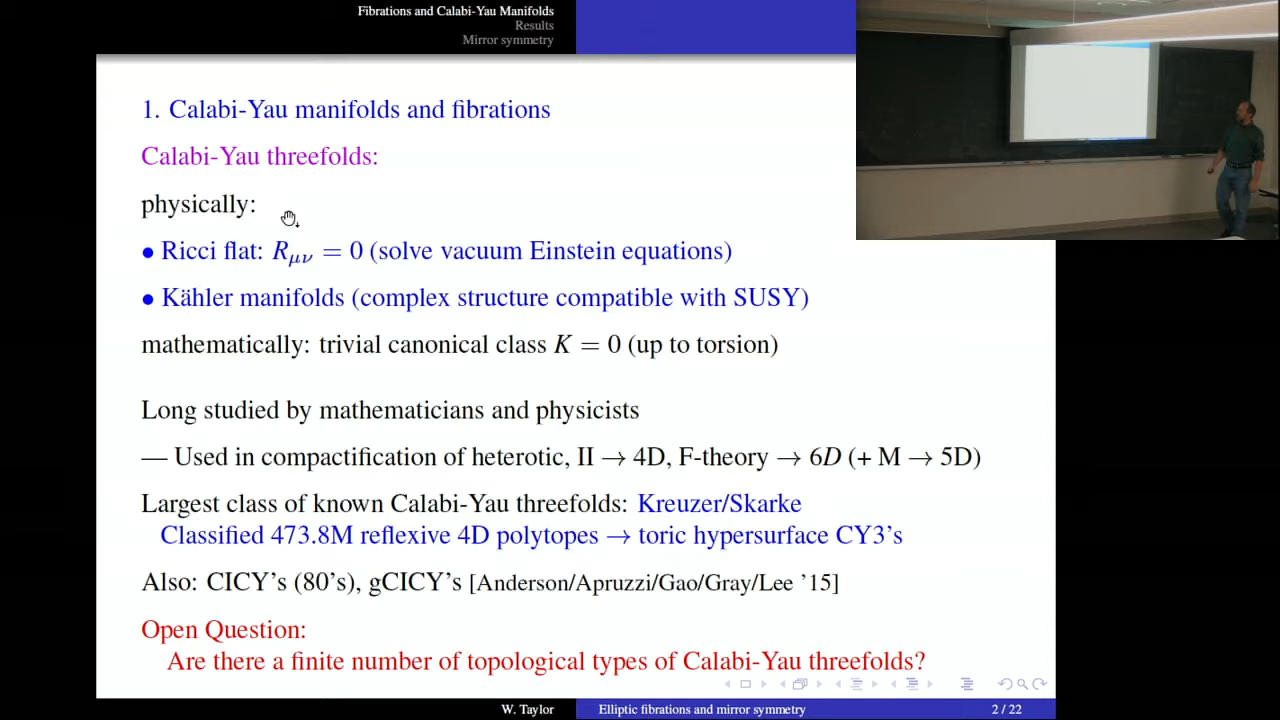 Fibrations and Calabi-Yau Manifolds
Results
Mirror symmetry
1. Calabi-Yau manifolds and fibrations
Calabi-Yau threefolds:
physically:
• Ricci flat: R_{μν} = 0 (solve vacuum Einstein equations)
• Kähler manifolds (complex structure compatible with SUSY)
mathematically: trivial canonical class K = 0 (up to torsion)
Long studied by mathematicians and physicists
— Used in compactification of heterotic, II → 4D, F-theory → 6D (+ M → 5D)
Largest class of known Calabi-Yau threefolds: Kreuzer/Skarke
Classified 473.8M reflexive 4D polytopes → toric hypersurface CY3's
Also: CICY's (80's), gCICY's [Anderson/Apruzzi/Gao/Gray/Lee '15]
Open Question:
Are there a finite number of topological types of Calabi-Yau threefolds?
W. Taylor Elliptic fibrations and mirror symmetry 2 / 22